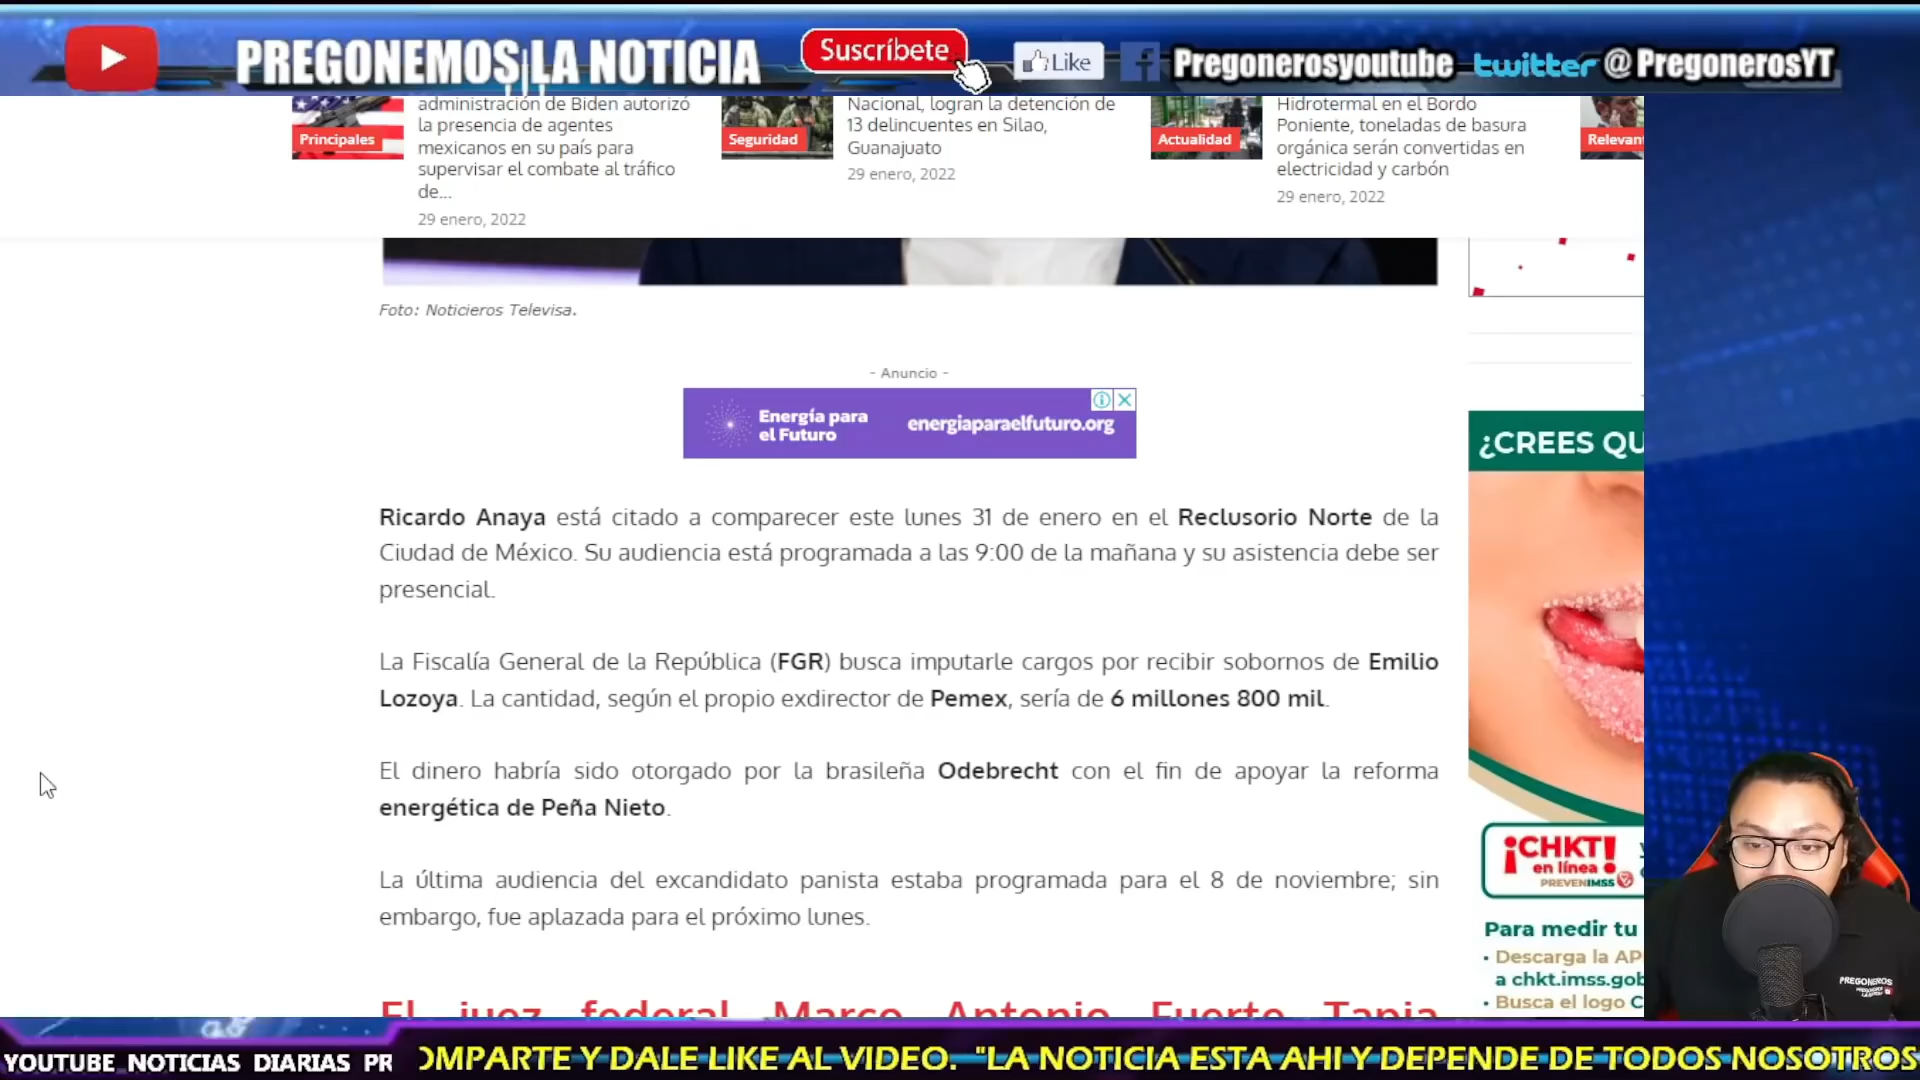 PREGONEMOS LA NOTICIA
Suscríbete
Like
Pregonerosyoutube
twitter @PregonerosYT
Principales
administración de Biden autorizó
la presencia de agentes
mexicanos en su país para
supervisar el combate al tráfico
de...
29 enero, 2022
Seguridad
Nacional, logran la detención de
13 delincuentes en Silao,
Guanajuato
29 enero, 2022
Actualidad
Hidrotermal en el Bordo
Poniente, toneladas de basura
orgánica serán convertidas en
electricidad y carbón
29 enero, 2022
Relevan
Foto: Noticieros Televisa.
- Anuncio -
Energía para
el Futuro
energiaparaelfuturo.org
Ricardo Anaya está citado a comparecer este lunes 31 de enero en el Reclusorio Norte de la
Ciudad de México. Su audiencia está programada a las 9:00 de la mañana y su asistencia debe ser
presencial.
La Fiscalía General de la República (FGR) busca imputarle cargos por recibir sobornos de Emilio
Lozoya. La cantidad, según el propio exdirector de Pemex, sería de 6 millones 800 mil.
El dinero habría sido otorgado por la brasileña Odebrecht con el fin de apoyar la reforma
energética de Peña Nieto.
La última audiencia del excandidato panista estaba programada para el 8 de noviembre; sin
embargo, fue aplazada para el próximo lunes.
El juez federal Marco Antonio Fuerte Tapia
¿CREES QU
¡CHKT!
en línea
PREVENIMSS
Para medir tu
• Descarga la AP
a chkt.imss.gob
• Busca el logo C
PREGONEROS
YOUTUBE NOTICIAS DIARIAS PR
OMPARTE Y DALE LIKE AL VIDEO. "LA NOTICIA ESTA AHI Y DEPENDE DE TODOS NOSOTROS